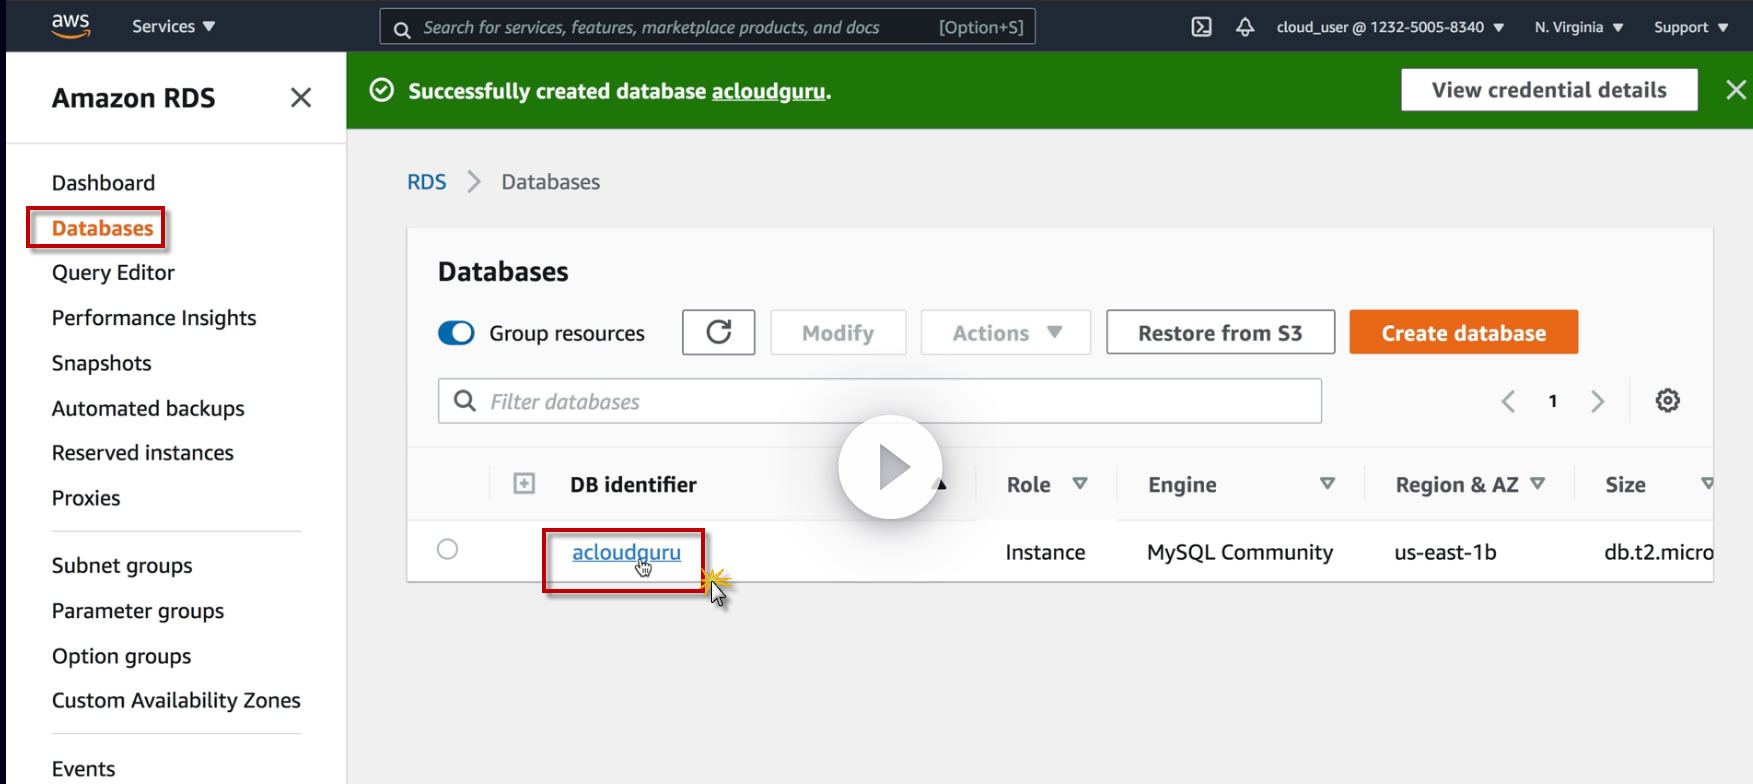 aws Services ▼ Search for services, features, marketplace products, and docs [Option+S] cloud_user @ 1232-5005-8340 ▼ N. Virginia ▼ Support ▼
Amazon RDS
Successfully created database acloudguru.
View credential details
Dashboard
Databases
Query Editor
Performance Insights
Snapshots
Automated backups
Reserved instances
Proxies
Subnet groups
Parameter groups
Option groups
Custom Availability Zones
Events
RDS > Databases
Databases
Group resources Modify Actions ▼ Restore from S3 Create database
Filter databases 1
DB identifier Role Engine Region & AZ Size
acloudguru Instance MySQL Community us-east-1b db.t2.micro